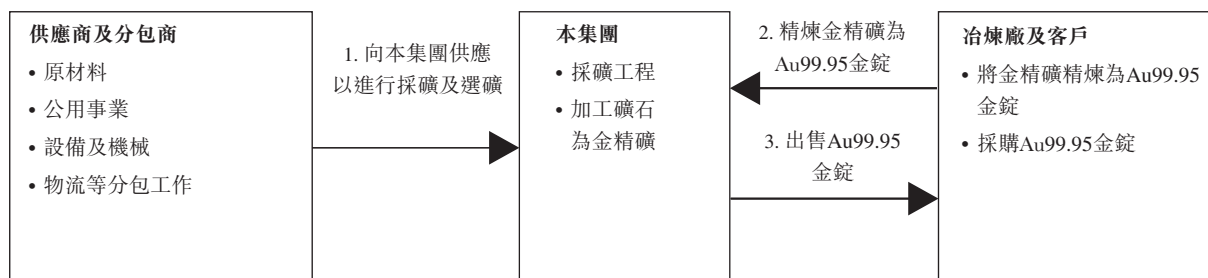 供應商及分包商
• 原材料
• 公用事業
• 設備及機械
• 物流等分包工作
1. 向本集團供應
以進行採礦及選礦
本集團
• 採礦工程
• 加工礦石
為金精礦
2. 精煉金精礦為
Au99.95金錠
3. 出售Au99.95
金錠
冶煉廠及客戶
• 將金精礦精煉為Au99.95
金錠
• 採購Au99.95金錠